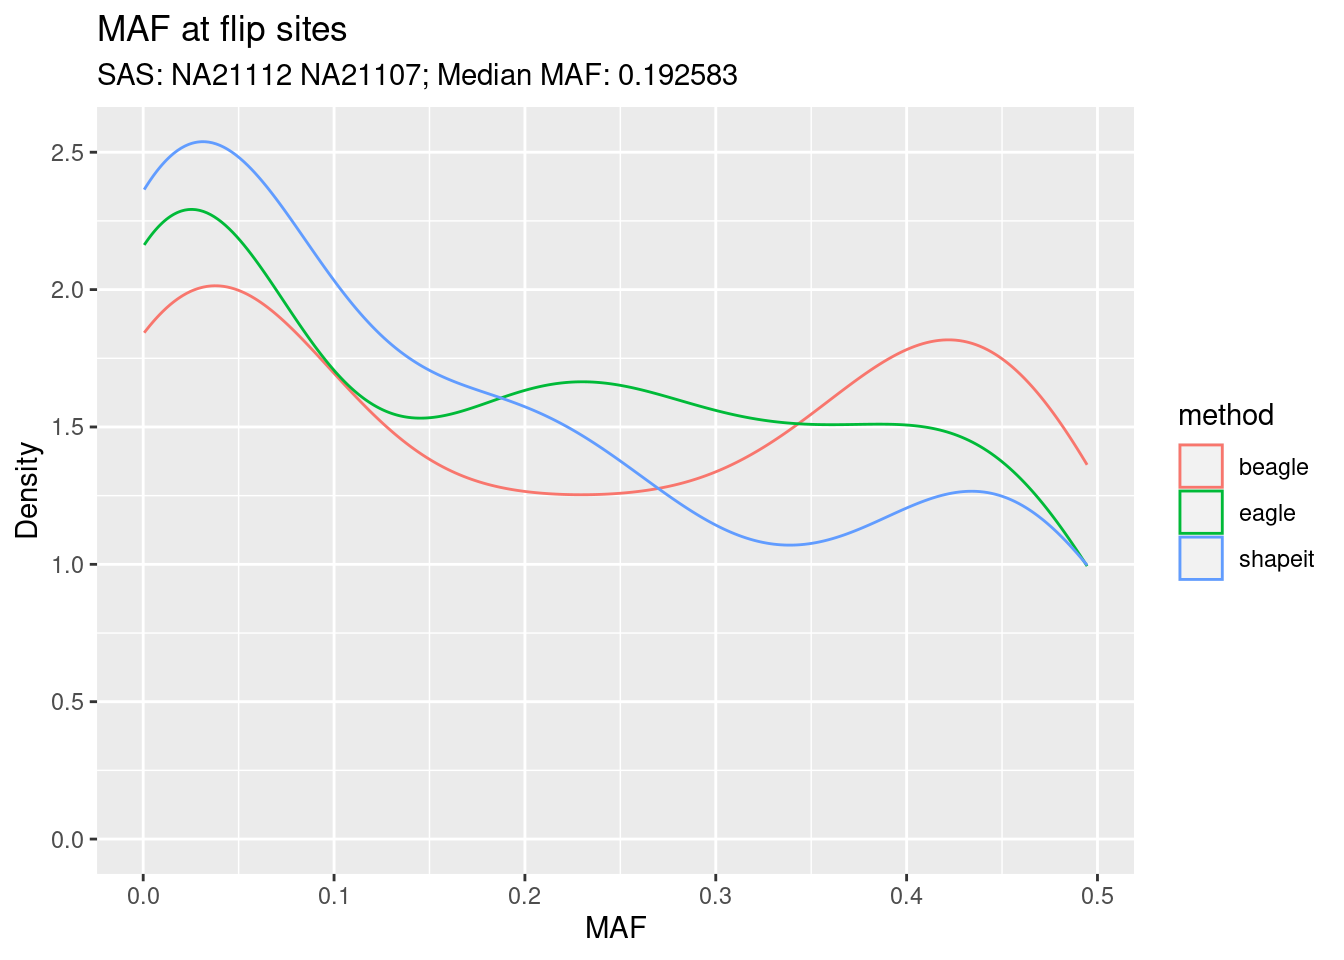 MAF at flip sites
SAS: NA21112 NA21107; Median MAF: 0.192583
Density
2.5
2.0
1.5
1.0
0.5
0.0
0.0 0.1 0.2 0.3 0.4 0.5
MAF
method
beagle
eagle
shapeit